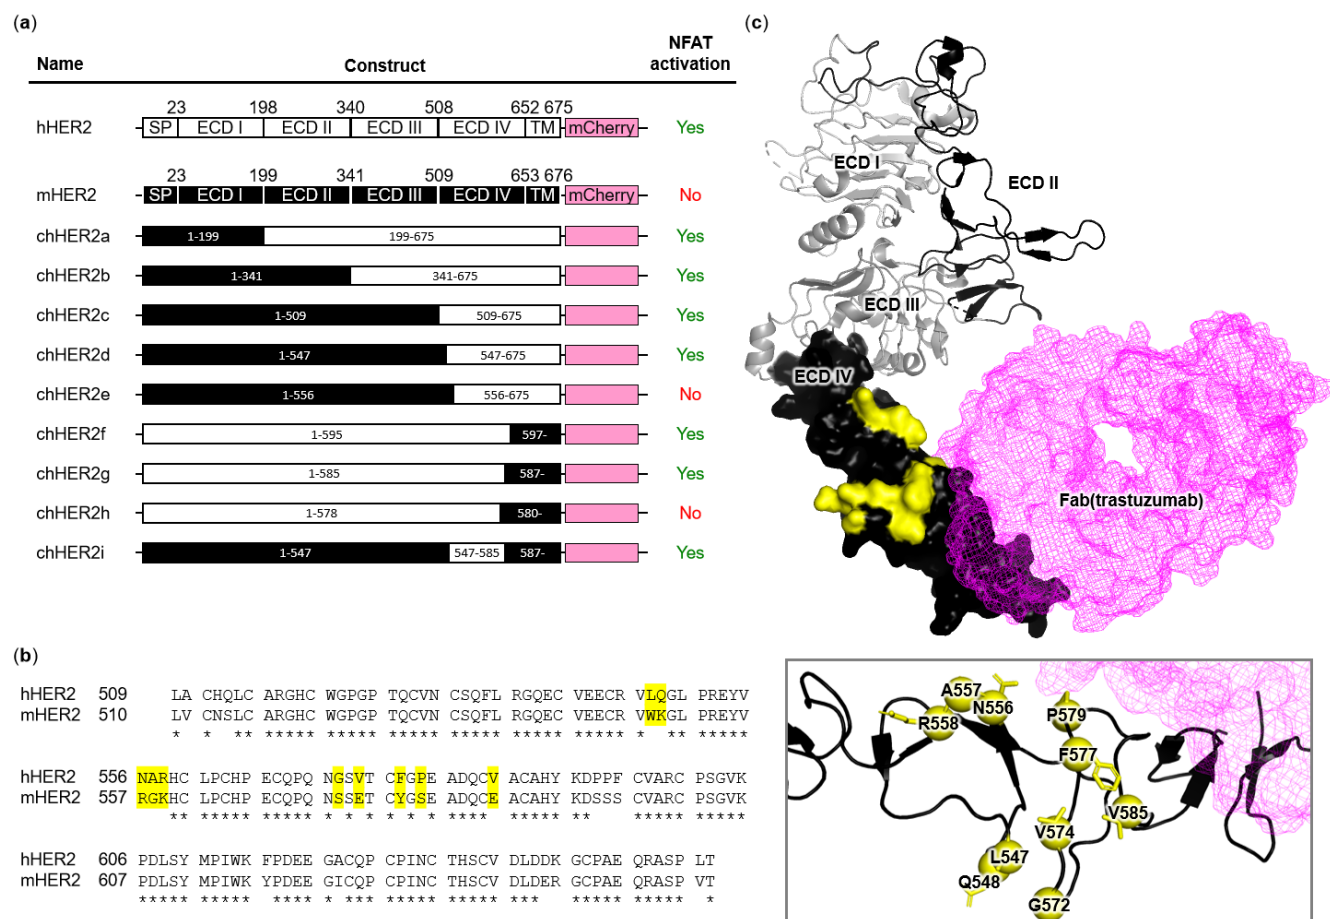 (a)
Name Construct NFAT activation
23 198 340 508 652 675
hHER2 SP ECD I ECD II ECD III ECD IV TM mCherry Yes
23 199 341 509 653 676
mHER2 SP ECD I ECD II ECD III ECD IV TM mCherry No
chHER2a 1-199 199-675 Yes
chHER2b 1-341 341-675 Yes
chHER2c 1-509 509-675 Yes
chHER2d 1-547 547-675 Yes
chHER2e 1-556 556-675 No
chHER2f 1-595 597- Yes
chHER2g 1-585 587- Yes
chHER2h 1-578 580- No
chHER2i 1-547 547-585 587- Yes
(b)
hHER2 509 LA CHQLC ARGHC WGPGP TQCVN CSQFL RGQEC VEECR VLQGL PREYV
mHER2 510 LV CNSLC ARGHC WGPGP TQCVN CSQFL RGQEC VEECR VWKGL PREYV
* * ** ***** ***** ***** ***** ***** ***** * ** *****
hHER2 556 NARHC LPCHP ECQPQ NGSVT CFGPE ADQCV ACAHY KDPPF CVARC PSGVK
mHER2 557 RGKHC LPCHP ECQPQ NSSET CYGSE ADQCE ACAHY KDSSS CVARC PSGVK
** ***** ***** * * * * * * **** ***** ** ***** *****
hHER2 606 PDLSY MPIWK FPDEE GACQP CPINC THSCV DLDDK GCPAE QRASP LT
mHER2 607 PDLSY MPIWK YPDEE GICQP CPINC THSCV DLDER GCPAE QRASP VT
***** ***** **** * *** ***** ***** *** ***** ***** *
(c)
ECD I
ECD II
ECD III
ECD IV
Fab(trastuzumab)
A557
N556
R558
P579
F577
V585
V574
L547
Q548
G572